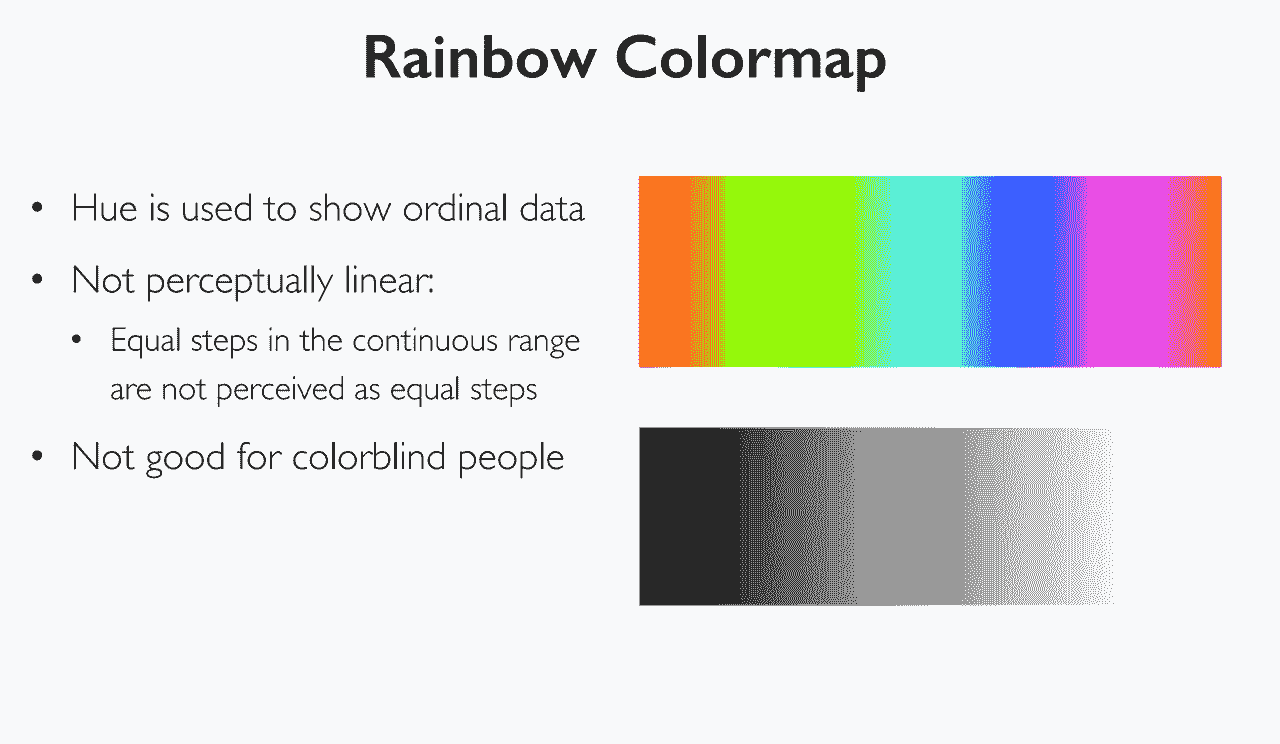 Rainbow Colormap
• Hue is used to show ordinal data
• Not perceptually linear:
• Equal steps in the continuous range
are not perceived as equal steps
• Not good for colorblind people